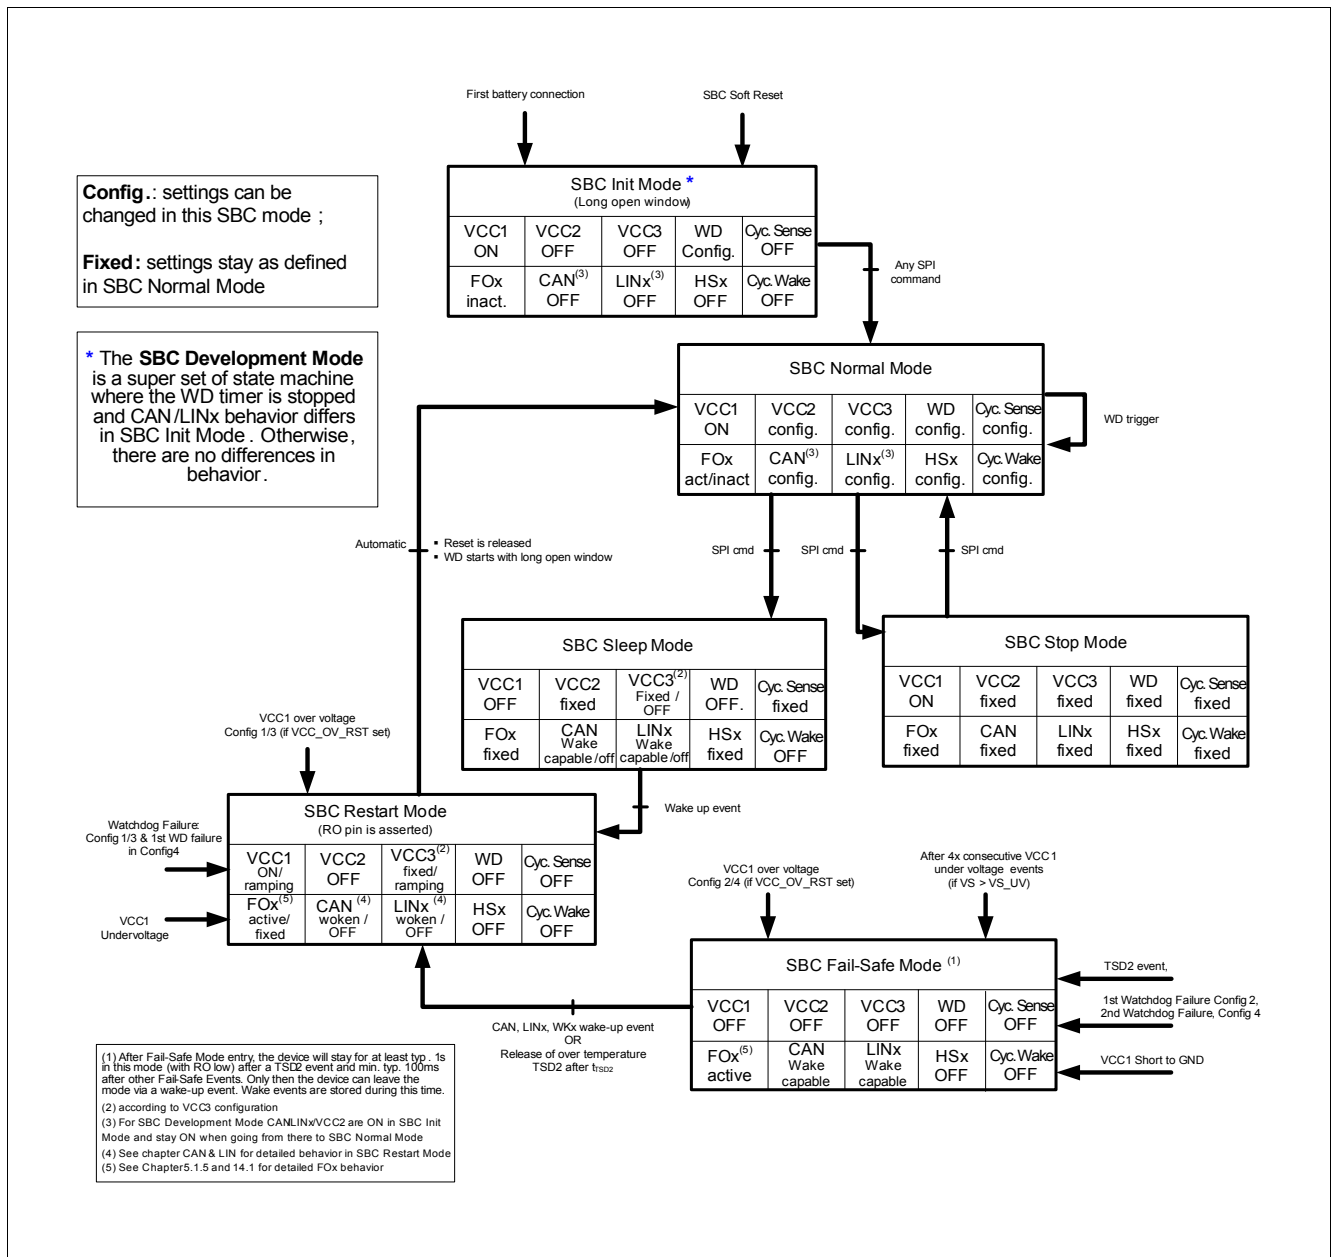 First battery connection
SBC Soft Reset
Config.: settings can be
changed in this SBC mode ;
Fixed: settings stay as defined
in SBC Normal Mode
* The SBC Development Mode
is a super set of state machine
where the WD timer is stopped
and CAN/LINx behavior differs
in SBC Init Mode . Otherwise,
there are no differences in
behavior.
SBC Init Mode *
(Long open window)
VCC1 ON
VCC2 OFF
VCC3 OFF
WD Config.
Cyc. Sense OFF
FOx inact.
CAN(3) OFF
LINx(3) OFF
HSx OFF
Cyc. Wake OFF
Any SPI
command
SBC Normal Mode
VCC1 ON
VCC2 config.
VCC3 config.
WD config.
Cyc. Sense config.
FOx act/inact
CAN(3) config.
LINx(3) config.
HSx config.
Cyc. Wake config.
WD trigger
Automatic
▪ Reset is released
▪ WD starts with long open window
SPI cmd
SPI cmd
SPI cmd
SBC Sleep Mode
VCC1 OFF
VCC2 fixed
VCC3(2) Fixed / OFF
WD OFF.
Cyc. Sense fixed
FOx fixed
CAN Wake capable /off
LINx Wake capable /off
HSx fixed
Cyc. Wake OFF
SBC Stop Mode
VCC1 ON
VCC2 fixed
VCC3 fixed
WD fixed
Cyc. Sense fixed
FOx fixed
CAN fixed
LINx fixed
HSx fixed
Cyc. Wake fixed
VCC1 over voltage
Config 1/3 (if VCC_OV_RST set)
Wake up event
Watchdog Failure:
Config 1/3 & 1st WD failure
in Config4
VCC1
Undervoltage
SBC Restart Mode
(RO pin is asserted)
VCC1 ON/ ramping
VCC2 OFF
VCC3(2) fixed/ ramping
WD OFF
Cyc. Sense OFF
FOx(5) active/ fixed
CAN (4) woken / OFF
LINx (4) woken / OFF
HSx OFF
Cyc. Wake OFF
VCC1 over voltage
Config 2/4 (if VCC_OV_RST set)
After 4x consecutive VCC1
under voltage events
(if VS > VS_UV)
SBC Fail-Safe Mode (1)
VCC1 OFF
VCC2 OFF
VCC3 OFF
WD OFF
Cyc. Sense OFF
FOx(5) active
CAN Wake capable
LINx Wake capable
HSx OFF
Cyc. Wake OFF
TSD2 event,
1st Watchdog Failure Config 2,
2nd Watchdog Failure, Config 4
VCC1 Short to GND
CAN, LINx, WKx wake-up event
OR
Release of over temperature
TSD2 after tTSD2
(1) After Fail-Safe Mode entry, the device will stay for at least typ. 1s
in this mode (with RO low) after a TSD2 event and min. typ. 100ms
after other Fail-Safe Events. Only then the device can leave the
mode via a wake-up event. Wake events are stored during this time.
(2) according to VCC3 configuration
(3) For SBC Development Mode CAN/LINx/VCC2 are ON in SBC Init
Mode and stay ON when going from there to SBC Normal Mode
(4) See chapter CAN & LIN for detailed behavior in SBC Restart Mode
(5) See Chapter 5.1.5 and 14.1 for detailed FOx behavior